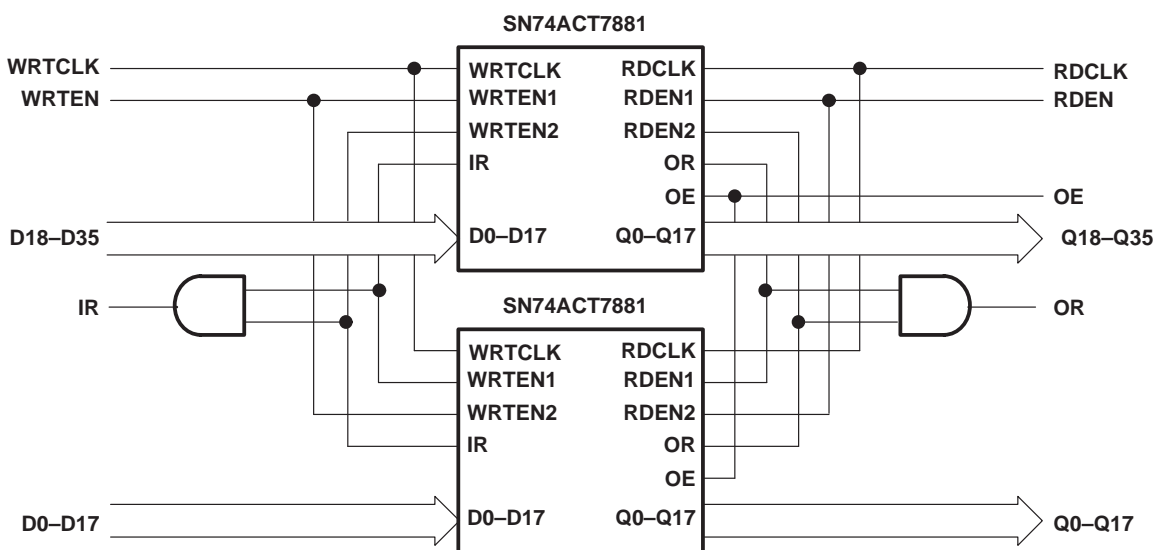 SN74ACT7881
WRTCLK
WRTCLK
RDCLK
RDCLK
WRTEN
WRTEN1
RDEN1
RDEN
WRTEN2
RDEN2
IR
OR
OE
OE
D18–D35
D0–D17
Q0–Q17
Q18–Q35
IR
SN74ACT7881
OR
WRTCLK
RDCLK
WRTEN1
RDEN1
WRTEN2
RDEN2
IR
OR
OE
D0–D17
D0–D17
Q0–Q17
Q0–Q17